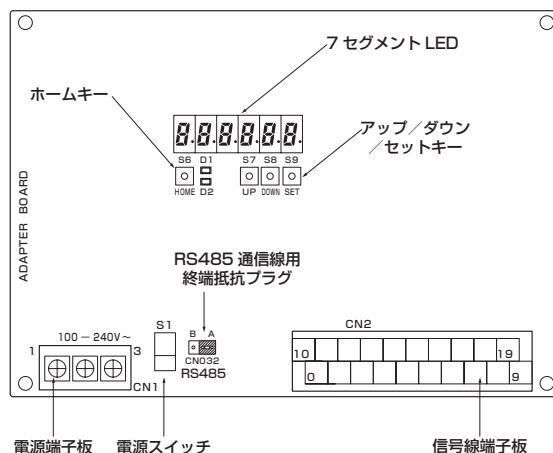 7 セグメント LED
ホームキー
アップ／ダウン
／セットキー
8.8.8.8.8.8.
S6 D1 S7 S8 S9
HOME D2 UP DOWN SET
ADAPTER BOARD
RS485 通信線用
終端抵抗プラグ
S1
B A
CN032
RS485
100－240V～
1 3
CN1
CN2
10 19
0 9
電源端子板 電源スイッチ 信号線端子板